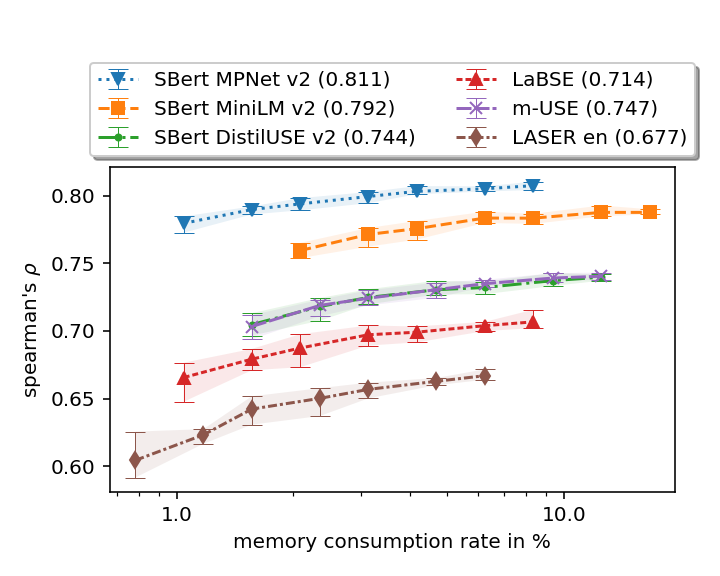 SBert MPNet v2 (0.811)
SBert MiniLM v2 (0.792)
SBert DistilUSE v2 (0.744)
LaBSE (0.714)
m-USE (0.747)
LASER en (0.677)
spearman's ρ
0.80
0.75
0.70
0.65
0.60
1.0 10.0
memory consumption rate in %